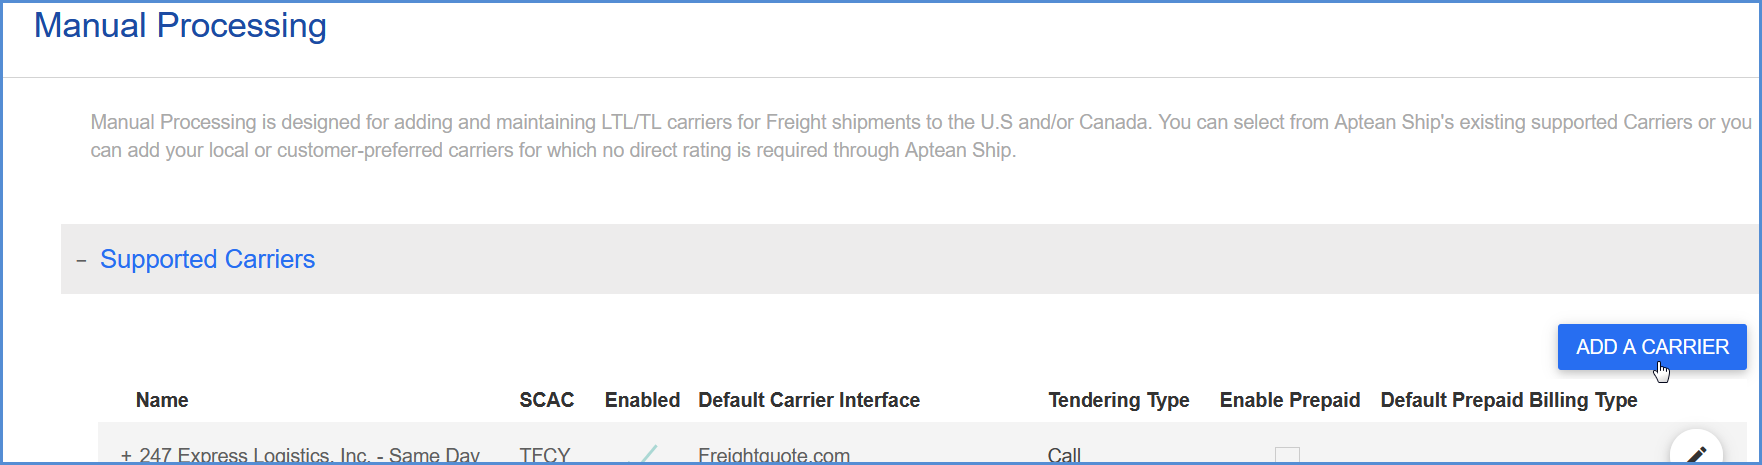 Manual Processing
Manual Processing is designed for adding and maintaining LTL/TL carriers for Freight shipments to the U.S and/or Canada. You can select from Aptean Ship's existing supported Carriers or you
can add your local or customer-preferred carriers for which no direct rating is required through Aptean Ship.
− Supported Carriers
ADD A CARRIER
Name SCAC Enabled Default Carrier Interface Tendering Type Enable Prepaid Default Prepaid Billing Type
+ 247 Express Logistics, Inc. - Same Day TFCY Freightquote.com Call